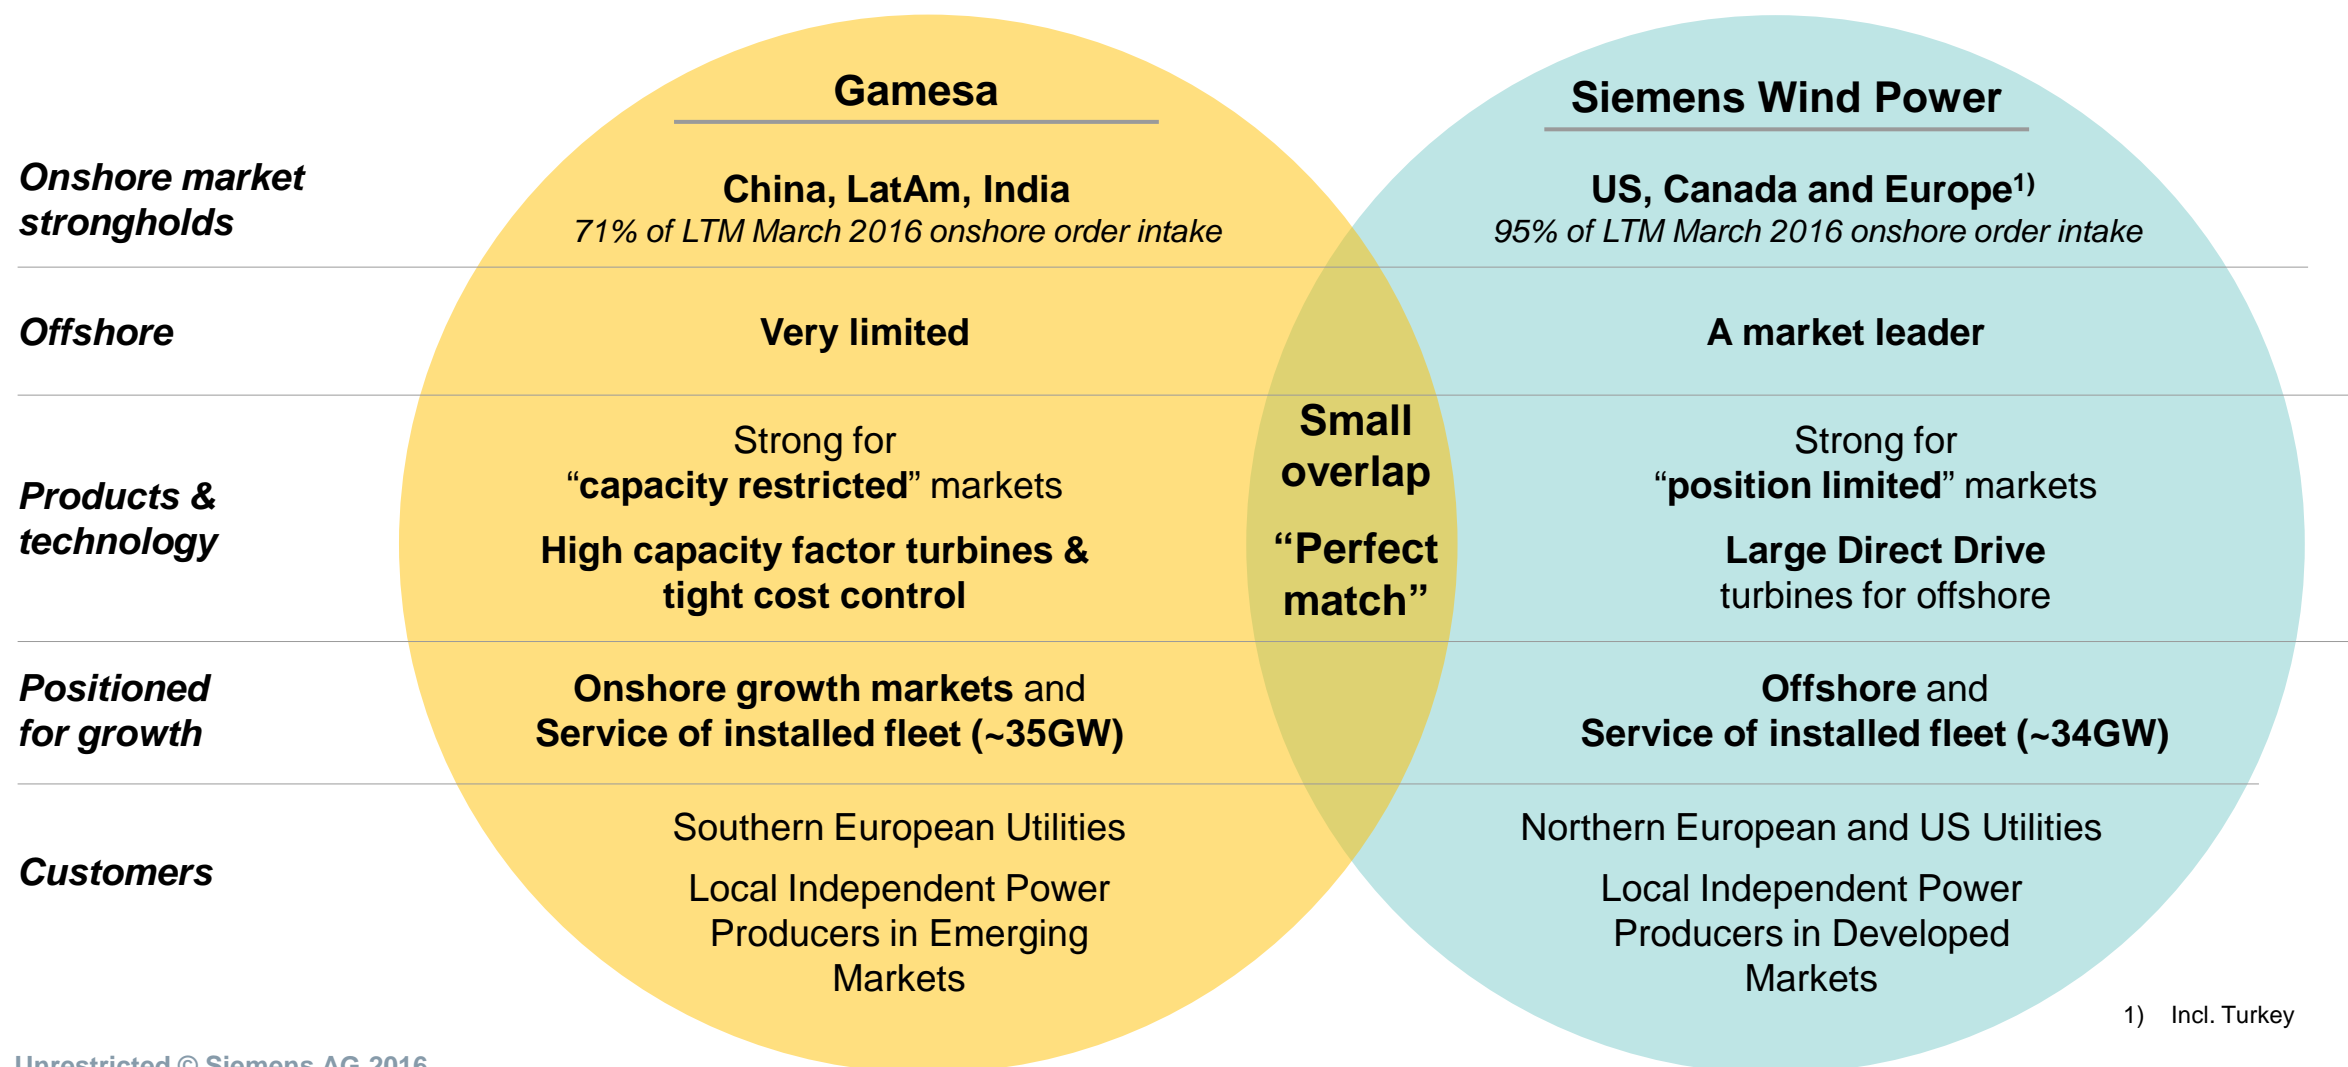 Gamesa
Siemens Wind Power
Onshore market
strongholds
China, LatAm, India
71% of LTM March 2016 onshore order intake
US, Canada and Europe1)
95% of LTM March 2016 onshore order intake
Offshore
Very limited
A market leader
Products &
technology
Strong for
“capacity restricted” markets
High capacity factor turbines &
tight cost control
Small
overlap
“Perfect
match”
Strong for
“position limited” markets
Large Direct Drive
turbines for offshore
Positioned
for growth
Onshore growth markets and
Service of installed fleet (~35GW)
Offshore and
Service of installed fleet (~34GW)
Customers
Southern European Utilities
Local Independent Power
Producers in Emerging
Markets
Northern European and US Utilities
Local Independent Power
Producers in Developed
Markets
1) Incl. Turkey
Unrestricted © Siemens AG 2016